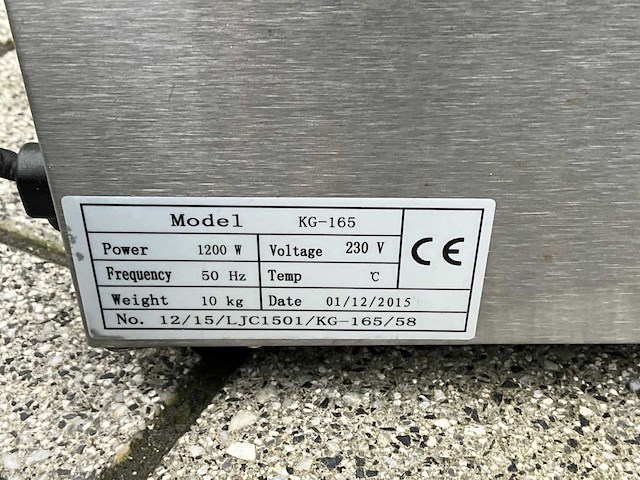 Model KG-165
Power 1200 W Voltage 230 V CE
Frequency 50 Hz Temp ℃
Weight 10 kg Date 01/12/2015
No. 12/15/LJC1501/KG-165/58